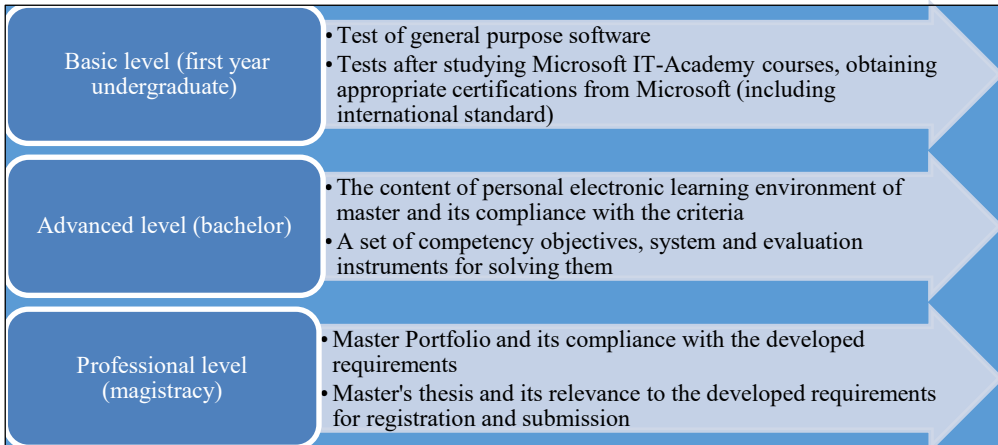 Basic level (first year
undergraduate)
• Test of general purpose software
• Tests after studying Microsoft IT-Academy courses, obtaining
appropriate certifications from Microsoft (including
international standard)
Advanced level (bachelor)
• The content of personal electronic learning environment of
master and its compliance with the criteria
• A set of competency objectives, system and evaluation
instruments for solving them
Professional level
(magistracy)
• Master Portfolio and its compliance with the developed
requirements
• Master's thesis and its relevance to the developed requirements
for registration and submission